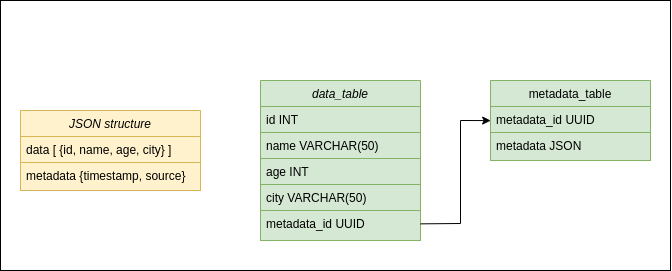 JSON structure
data [ {id, name, age, city} ]
metadata {timestamp, source}
data_table
id INT
name VARCHAR(50)
age INT
city VARCHAR(50)
metadata_id UUID
metadata_table
metadata_id UUID
metadata JSON